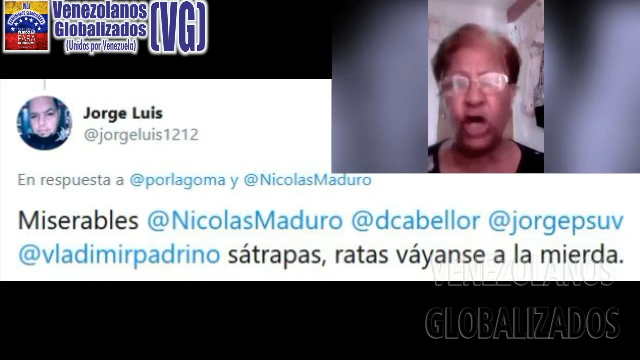 Venezolanos
Globalizados
(Unidos por Venezuela)
(VG)
Jorge Luis
@jorgeluis1212
En respuesta a @porlagoma y @NicolasMaduro
Miserables @NicolasMaduro @dcabellor @jorgepsuv
@vladimirpadrino sátrapas, ratas váyanse a la mierda.
VENEZOLANOS
GLOBALIZADOS